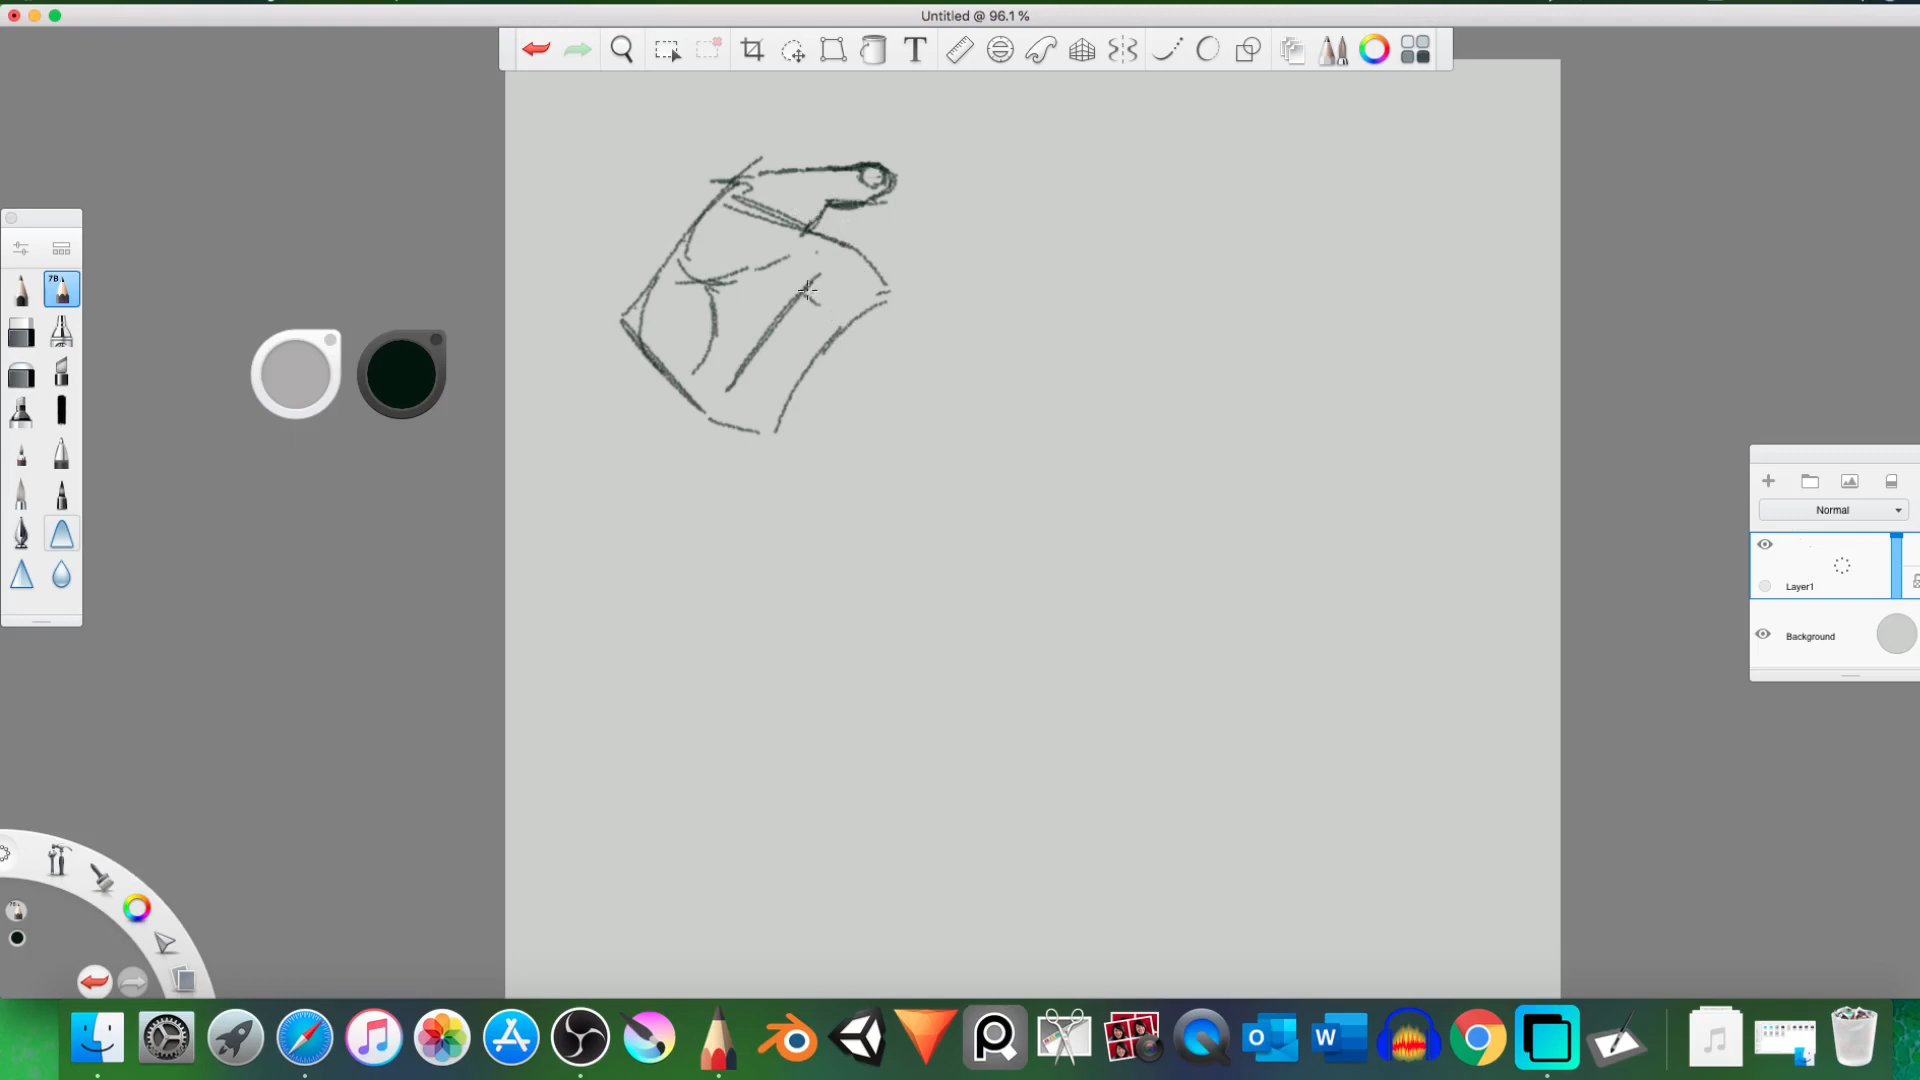 Untitled @ 96.1 %
T
7B
Normal
Layer1
Background
O
W